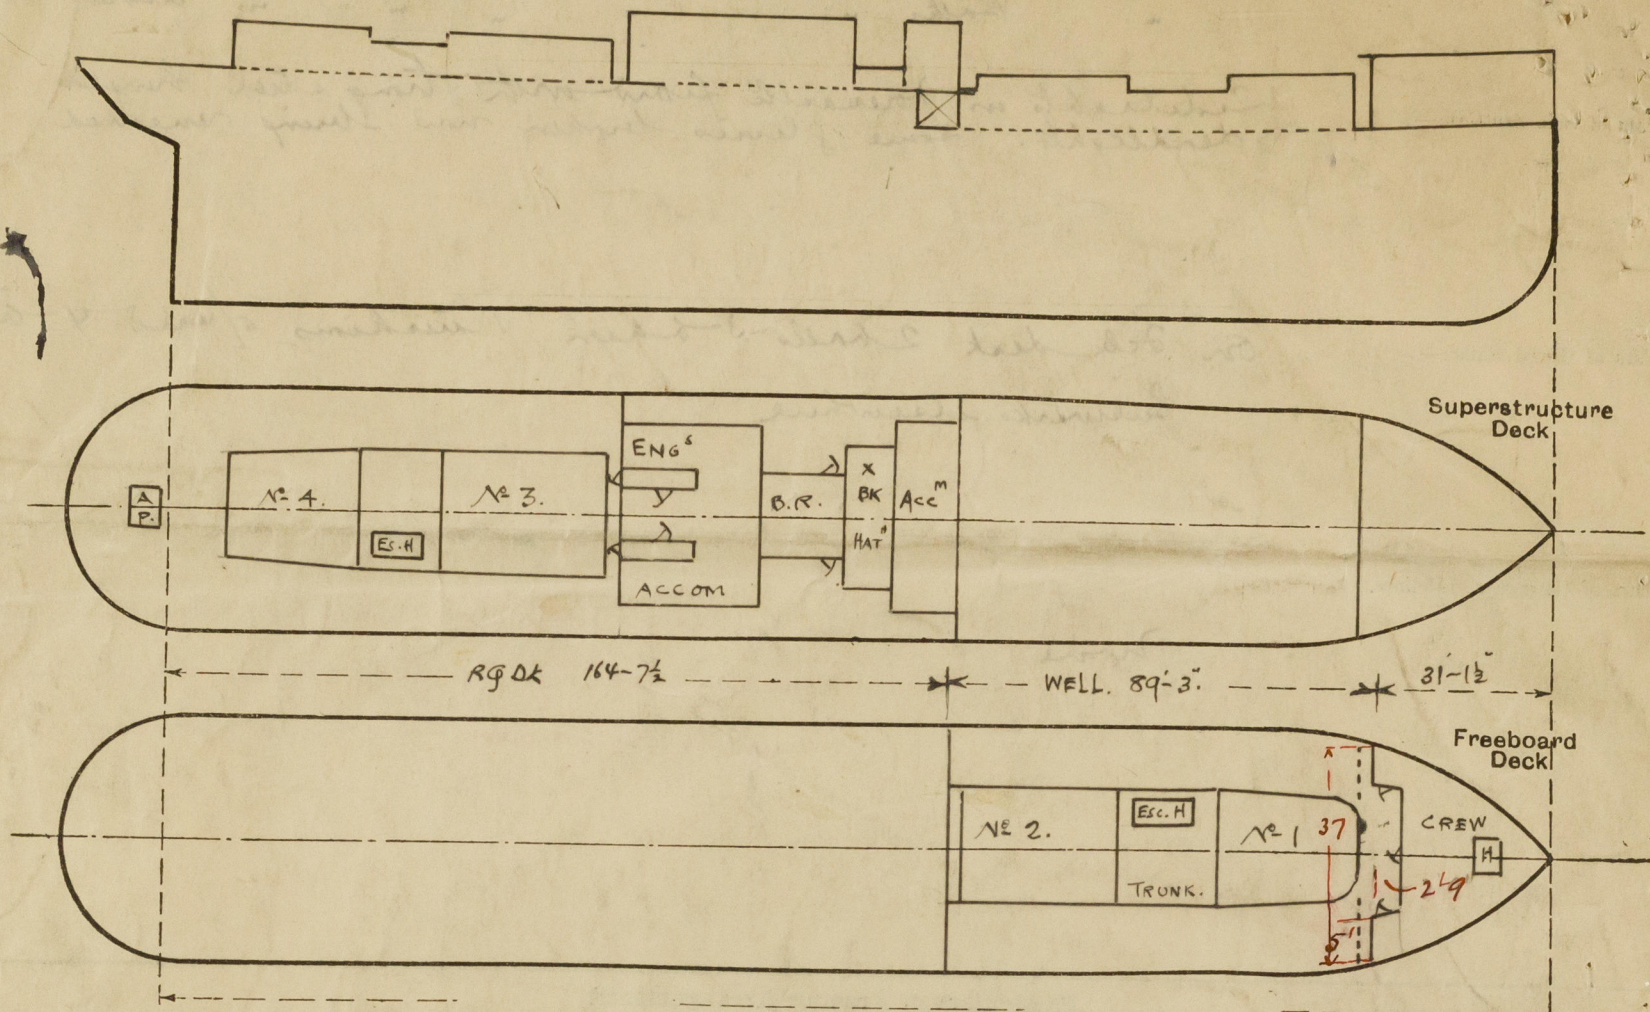 Superstructure
Deck
ENGˢ
A
P.
Nº 4.
Es.H
Nº 3.
B.R.
X
BK
HATᴴ
Accᴹ
ACCOM
RQ DK 164-7½
WELL. 89'-3".
31'-1½"
Freeboard
Deck
Nº 2.
Esc.H
TRUNK.
Nº 1
37
CREW
H
2'9"
5"